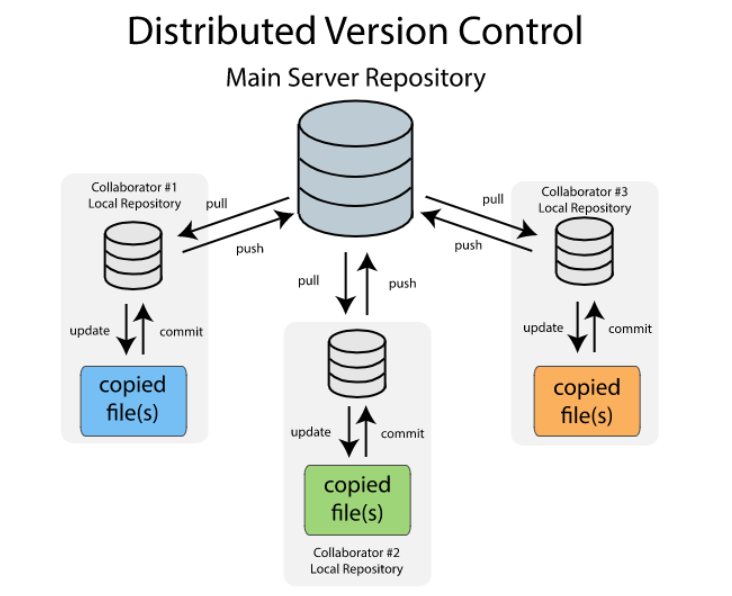 Distributed Version Control
Main Server Repository
Collaborator #1
Local Repository
pull
push
update
commit
copied
file(s)
pull
push
update
commit
copied
file(s)
Collaborator #2
Local Repository
Collaborator #3
Local Repository
pull
push
update
commit
copied
file(s)